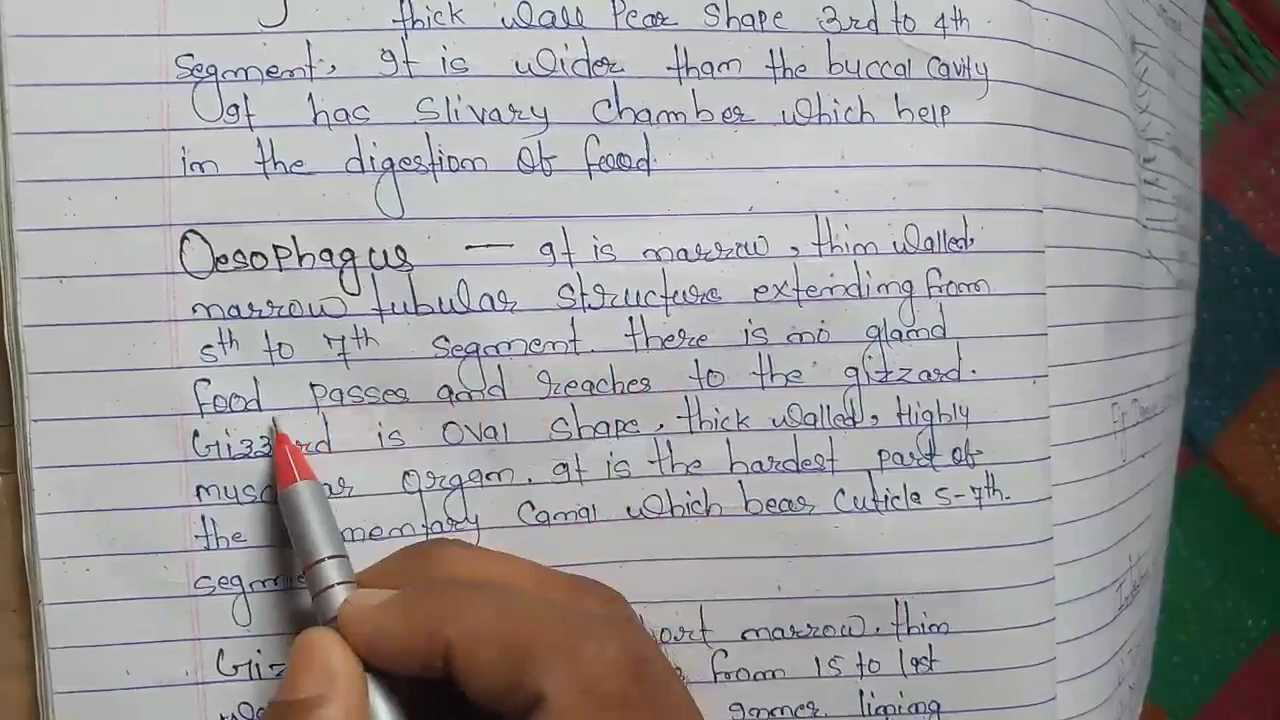 thick wall Pear Shape 3rd to 4th
Segment, It is wider than the buccal cavity
It has Slivary Chamber which help
in the digestion of food.
Oesophagus — It is narrow, thin walled,
narrow tubular structure extending from
5th to 7th segment. there is no gland
food passes and reaches to the gizzard.
Gizzard is oval shape, thick walled, Highly
organ. It is the hardest part of
the canal which bear Cuticle 5-7th.
narrow, thin
from 15 to last
inner lining